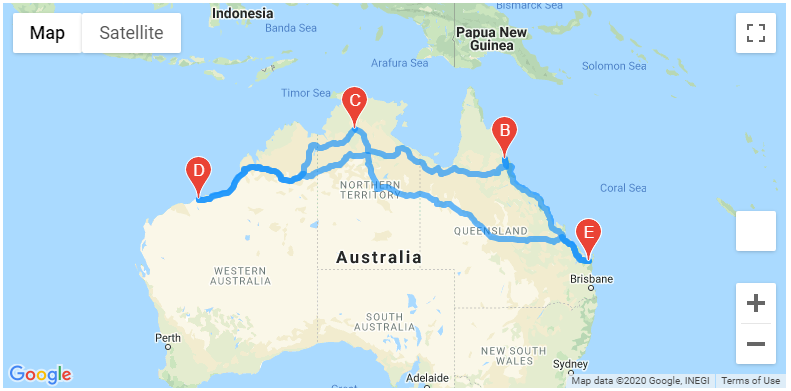 Indonesia
Bismarck Sea
Map
Satellite
Banda Sea
Papua New
Guinea
Arafura Sea
Solomon Sea
Timor Sea
C
B
D
NORTHERN
TERRITORY
Coral Sea
E
QUEENSLAND
Australia
WESTERN
AUSTRALIA
Brisbane
SOUTH
AUSTRALIA
Perth
NEW SOUTH
WALES
Sydney
Google
Adelaide
Great
Map data ©2020 Google, INEGI
Terms of Use